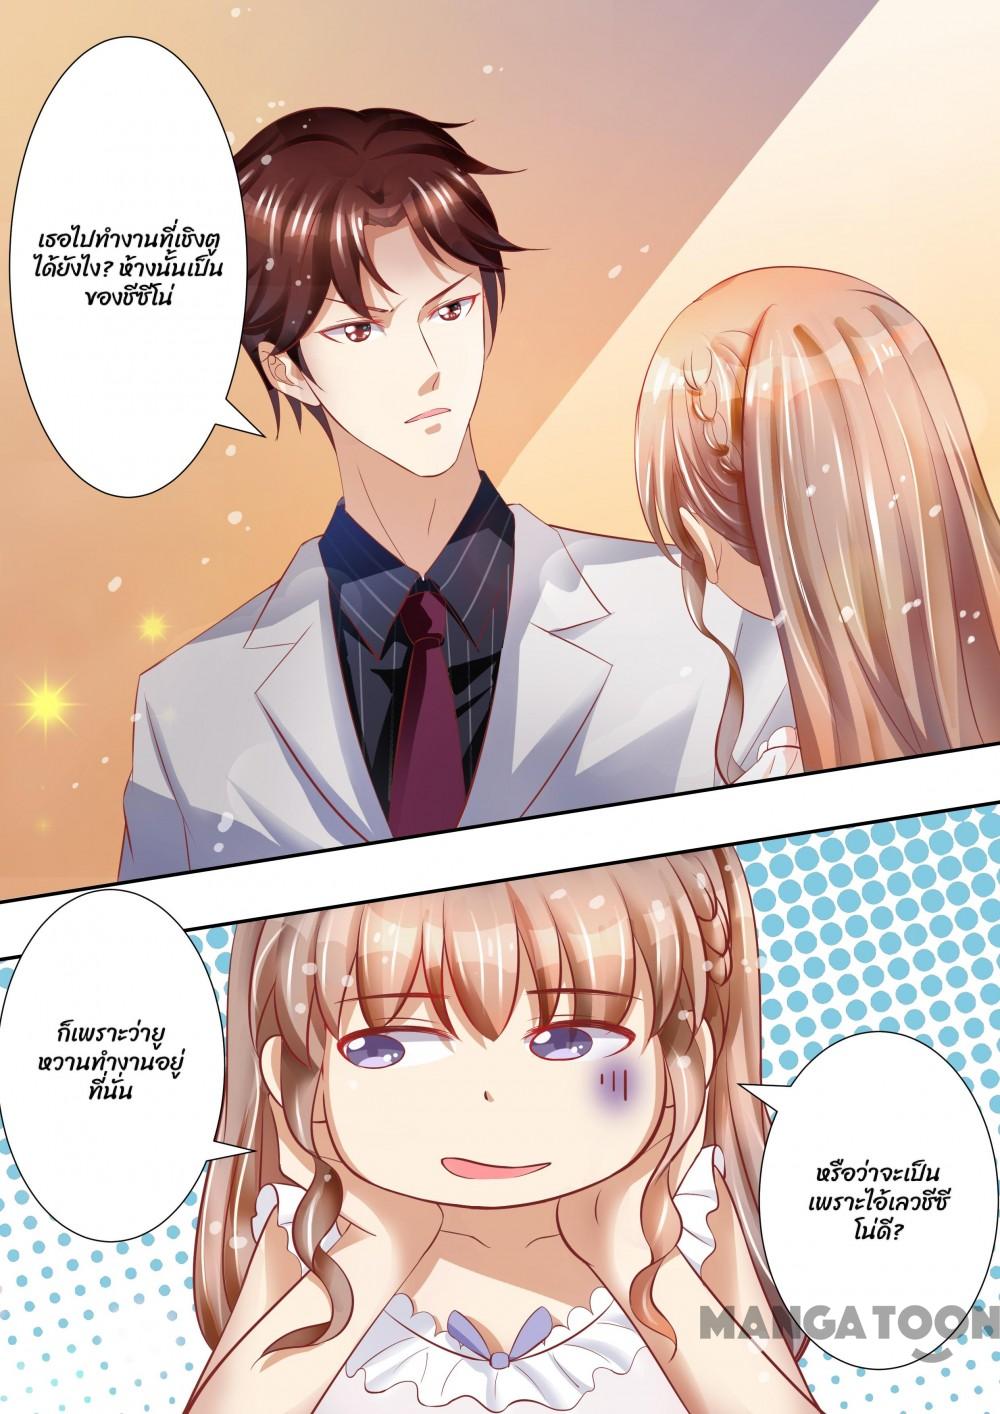 เธอไปทำงานที่เชิงตู
ได้ยังไง? ห้างนั้นเป็น
ของชีซีโน่
ก็เพราะว่ายู
หวานทำงานอยู่
ที่นั่น
หรือว่าจะเป็น
เพราะไอ้เลวชีซี
โน่ดี?
MANGATOON